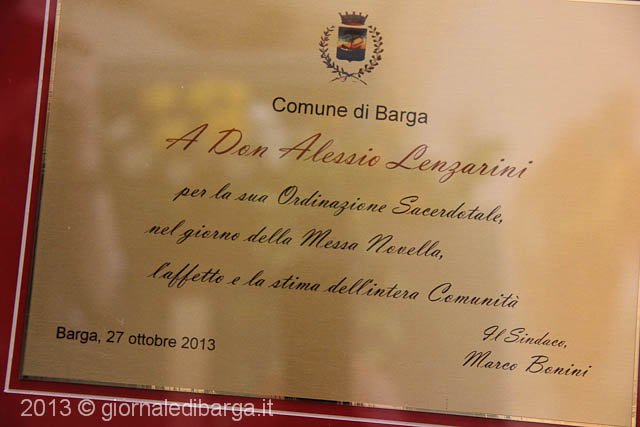 Comune di Barga
A Don Alessio Lenzarini
per la sua Ordinazione Sacerdotale,
nel giorno della Messa Novella,
l'affetto e la stima dell'intera Comunità
Barga, 27 ottobre 2013
Il Sindaco,
Marco Bonini
2013 © giornaledibarga.it